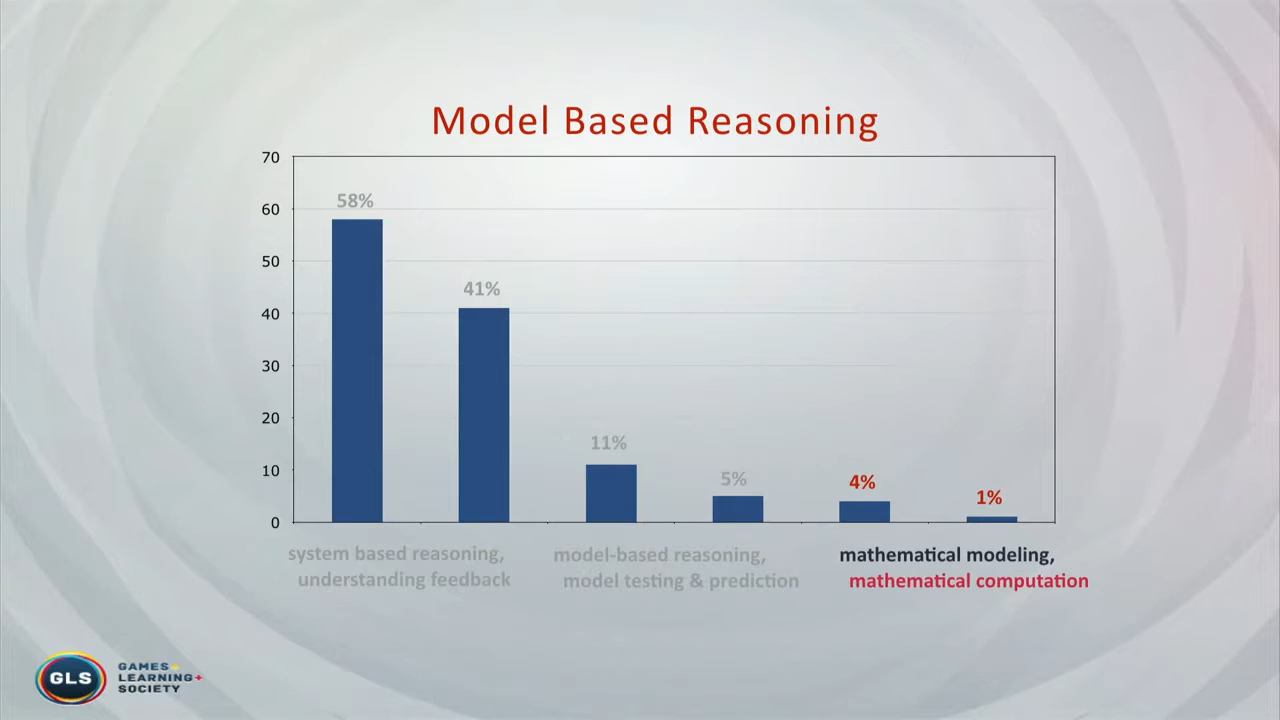 Model Based Reasoning
70
60
50
40
30
20
10
0
58%
41%
11%
5%
4%
1%
system based reasoning,
understanding feedback
model-based reasoning,
model testing & prediction
mathematical modeling,
mathematical computation
GLS
GAMES+
LEARNING+
SOCIETY